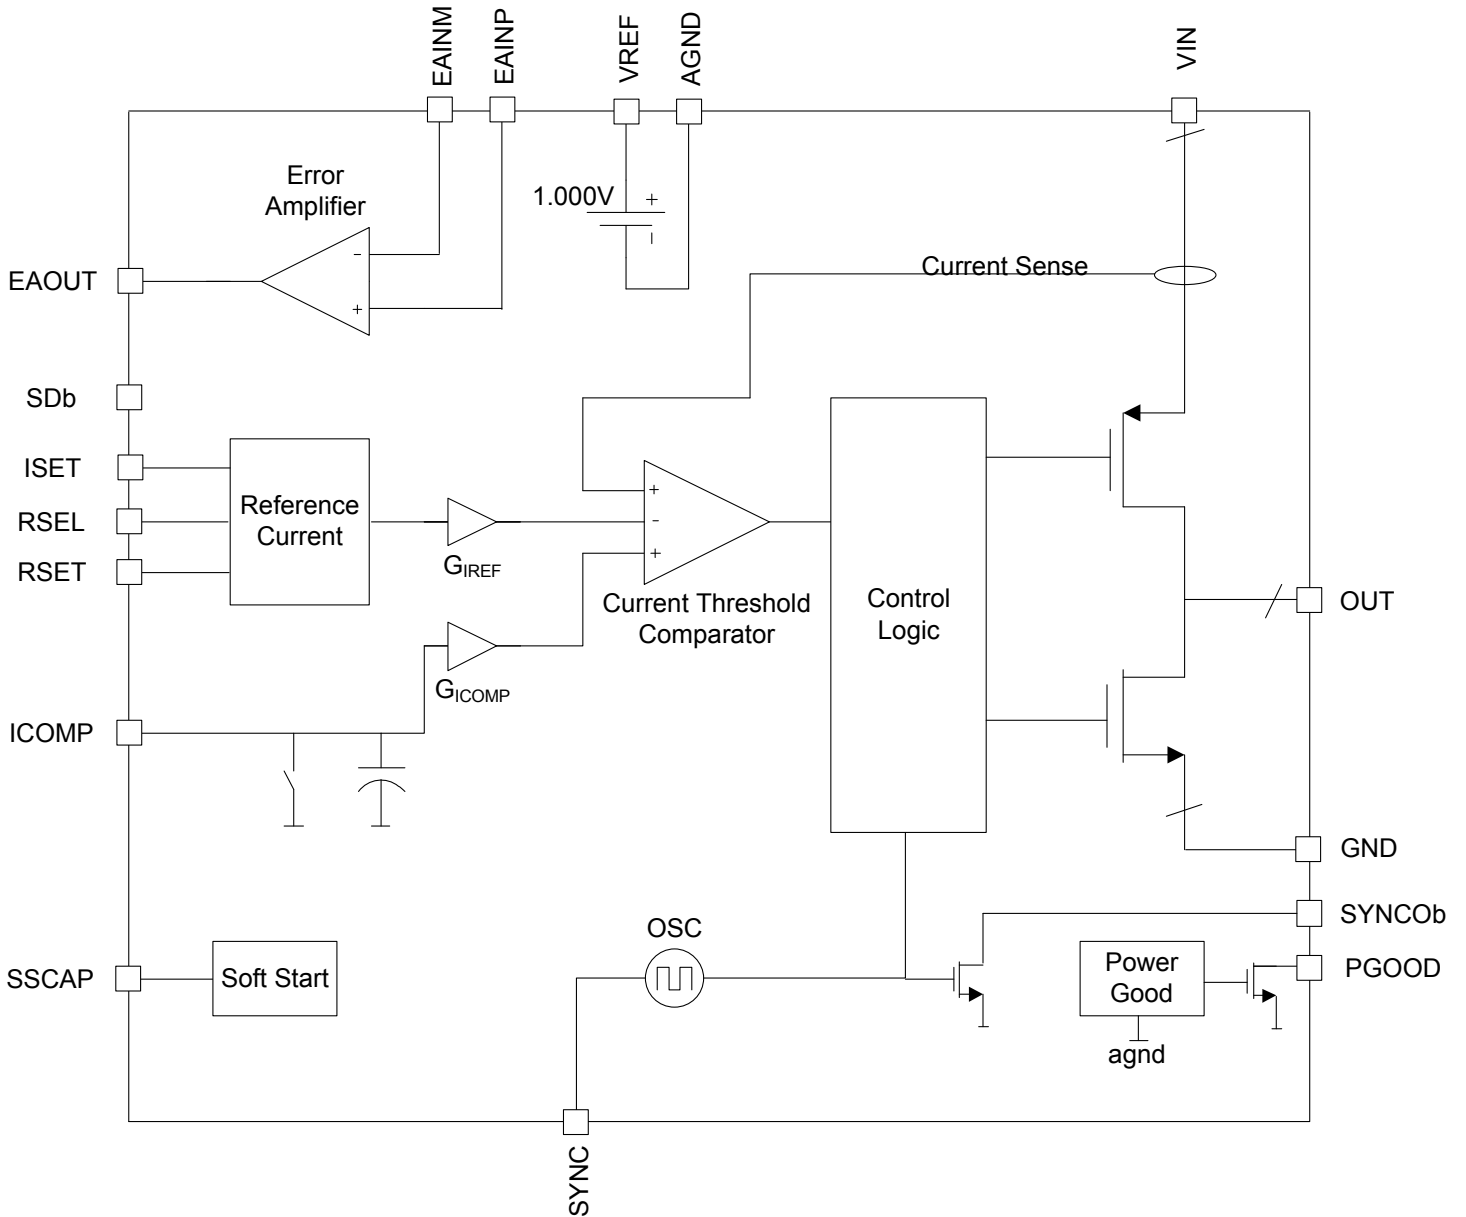 EAINM
EAINP
VREF
AGND
VIN
Error
Amplifier
1.000V
+
-
-
+
EAOUT
Current Sense
SDb
ISET
RSEL
RSET
Reference
Current
GIREF
+
-
+
Current Threshold
Comparator
Control
Logic
OUT
GICOMP
ICOMP
GND
SYNCOb
OSC
SSCAP
Soft Start
Power
Good
PGOOD
agnd
SYNC